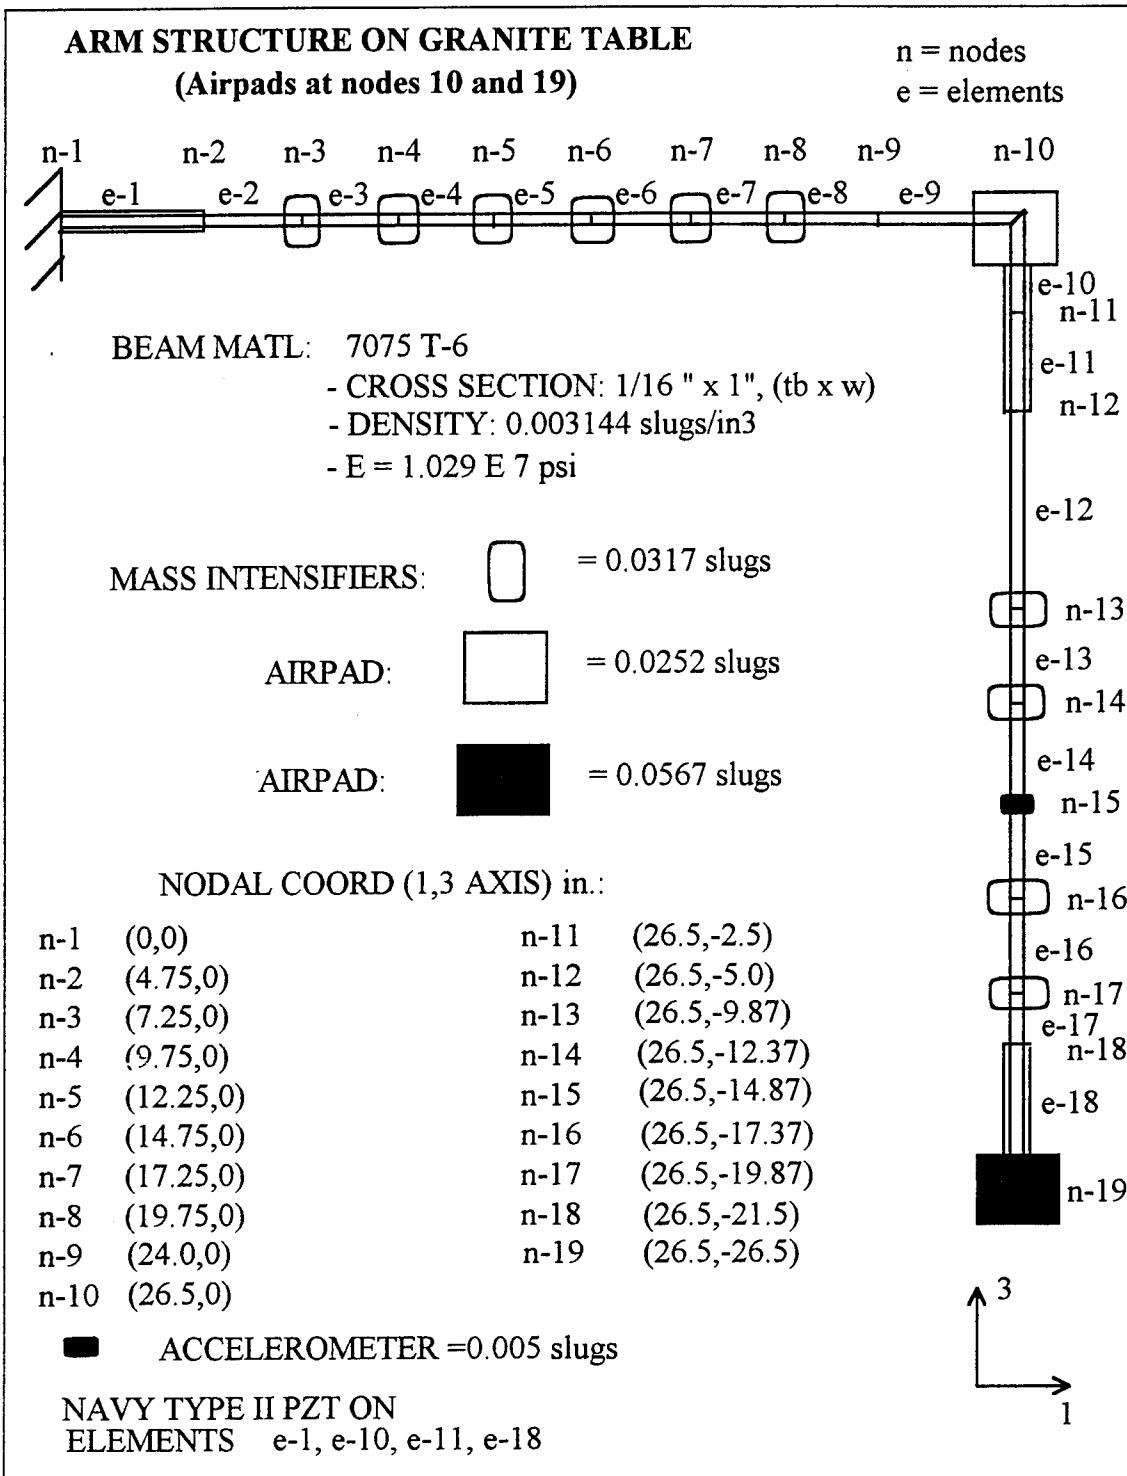 ARM STRUCTURE ON GRANITE TABLE
(Airpads at nodes 10 and 19)
n = nodes
e = elements
n-1 n-2 n-3 n-4 n-5 n-6 n-7 n-8 n-9 n-10
e-1 e-2 e-3 e-4 e-5 e-6 e-7 e-8 e-9
e-10
n-11
e-11
n-12
e-12
n-13
e-13
n-14
e-14
n-15
e-15
n-16
e-16
n-17
e-17
n-18
e-18
n-19
BEAM MATL: 7075 T-6
- CROSS SECTION: 1/16 " x 1", (tb x w)
- DENSITY: 0.003144 slugs/in3
- E = 1.029 E 7 psi
MASS INTENSIFIERS: = 0.0317 slugs
AIRPAD: = 0.0252 slugs
AIRPAD: = 0.0567 slugs
NODAL COORD (1,3 AXIS) in.:
n-1 (0,0)
n-2 (4.75,0)
n-3 (7.25,0)
n-4 (9.75,0)
n-5 (12.25,0)
n-6 (14.75,0)
n-7 (17.25,0)
n-8 (19.75,0)
n-9 (24.0,0)
n-10 (26.5,0)
n-11 (26.5,-2.5)
n-12 (26.5,-5.0)
n-13 (26.5,-9.87)
n-14 (26.5,-12.37)
n-15 (26.5,-14.87)
n-16 (26.5,-17.37)
n-17 (26.5,-19.87)
n-18 (26.5,-21.5)
n-19 (26.5,-26.5)
3
1
ACCELEROMETER =0.005 slugs
NAVY TYPE II PZT ON
ELEMENTS e-1, e-10, e-11, e-18